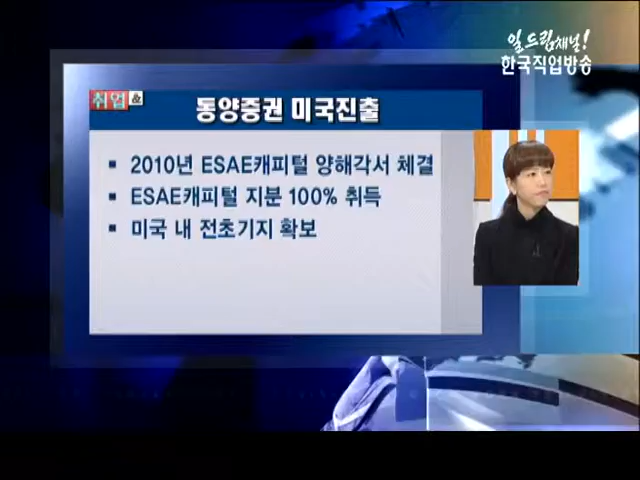 일 드림채널!
한국직업방송
취업 &
동양증권 미국진출
▪ 2010년 ESAE캐피털 양해각서 체결
▪ ESAE캐피털 지분 100% 취득
▪ 미국 내 전초기지 확보